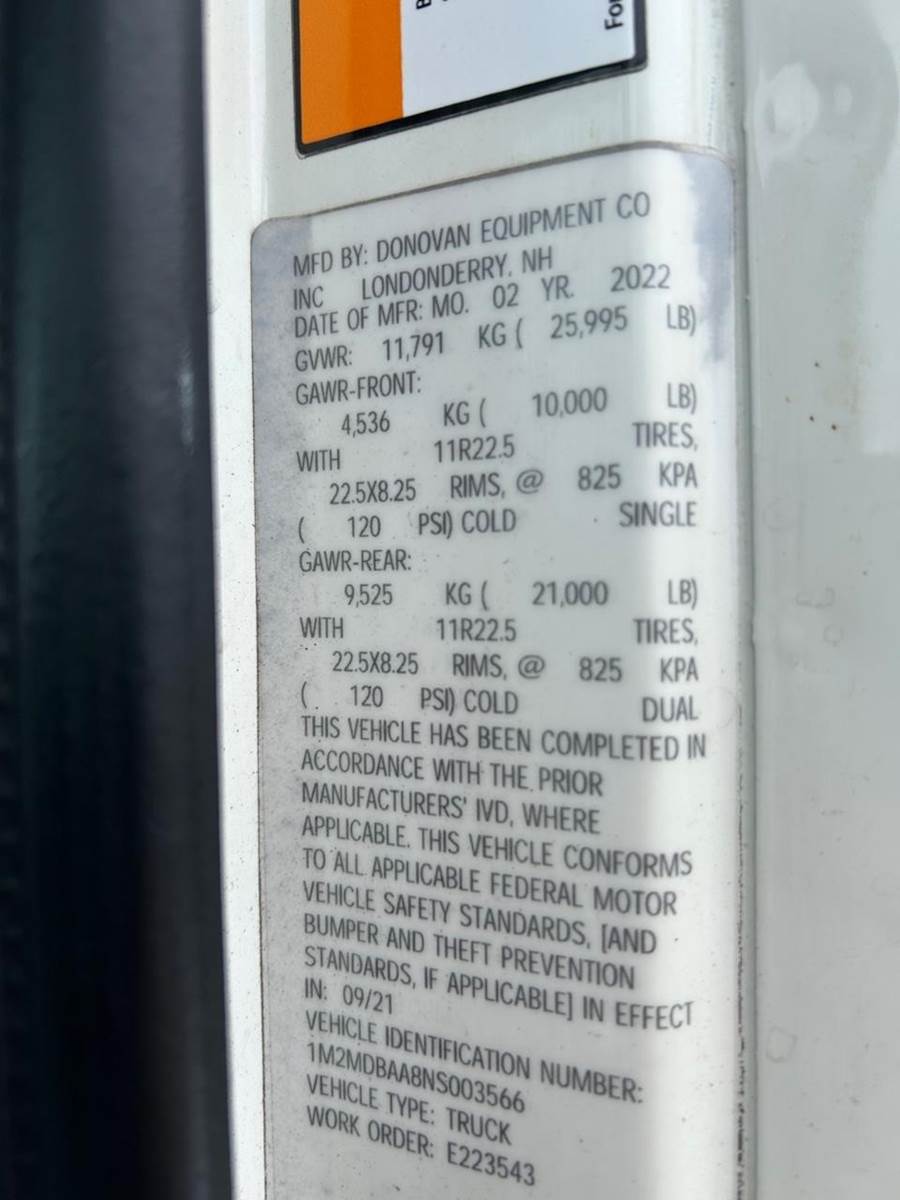 MFD BY: DONOVAN EQUIPMENT CO
INC LONDONDERRY, NH
DATE OF MFR: MO. 02 YR. 2022
GVWR: 11,791 KG ( 25,995 LB)
GAWR-FRONT:
4,536 KG ( 10,000 LB)
WITH 11R22.5 TIRES,
22.5X8.25 RIMS, @ 825 KPA
( 120 PSI) COLD SINGLE
GAWR-REAR:
9,525 KG ( 21,000 LB)
WITH 11R22.5 TIRES,
22.5X8.25 RIMS, @ 825 KPA
( 120 PSI) COLD DUAL
THIS VEHICLE HAS BEEN COMPLETED IN
ACCORDANCE WITH THE PRIOR
MANUFACTURERS' IVD, WHERE
APPLICABLE. THIS VEHICLE CONFORMS
TO ALL APPLICABLE FEDERAL MOTOR
VEHICLE SAFETY STANDARDS, [AND
BUMPER AND THEFT PREVENTION
STANDARDS, IF APPLICABLE] IN EFFECT
IN: 09/21
VEHICLE IDENTIFICATION NUMBER:
1M2MDBAA8NS003566
VEHICLE TYPE: TRUCK
WORK ORDER: E223543